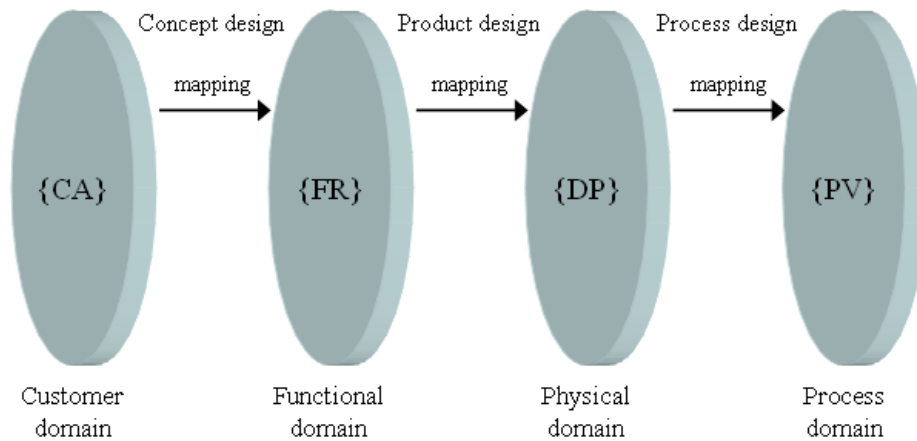 Concept design
Product design
Process design
mapping
mapping
mapping
{CA}
{FR}
{DP}
{PV}
Customer
domain
Functional
domain
Physical
domain
Process
domain